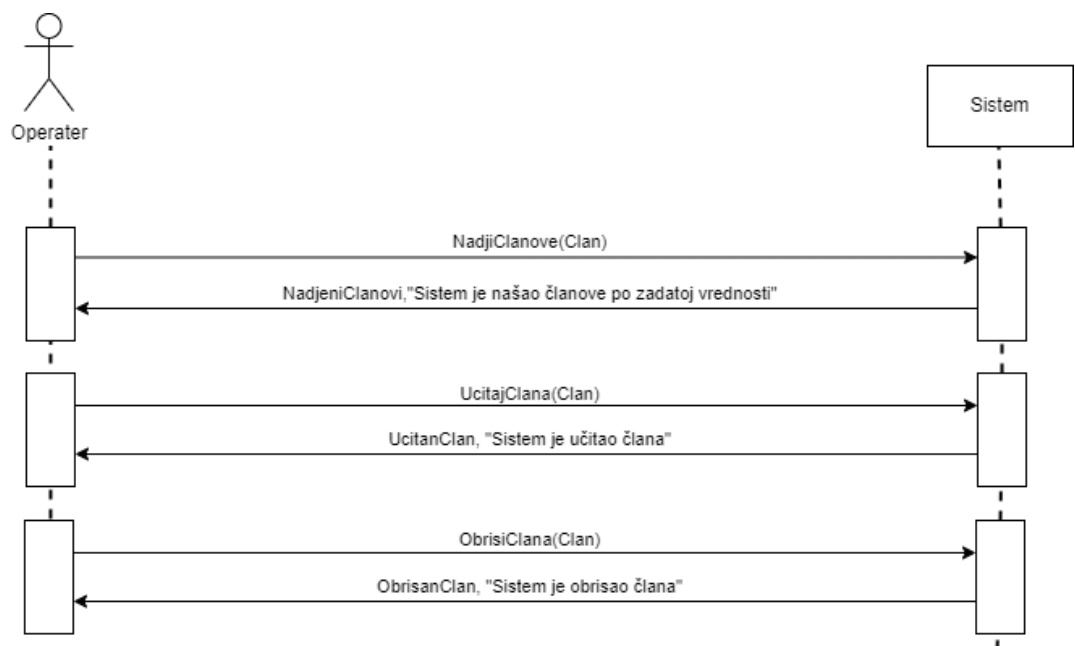 Operater
Sistem
NadjiClanove(Clan)
NadjeniClanovi,"Sistem je našao članove po zadatoj vrednosti"
UcitajClana(Clan)
UcitanClan, "Sistem je učitao člana"
ObrisiClana(Clan)
ObrisanClan, "Sistem je obrisao člana"